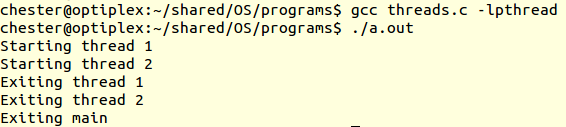 chester@optiplex:~/shared/OS/programs$ gcc threads.c -lpthread
chester@optiplex:~/shared/OS/programs$ ./a.out
Starting thread 1
Starting thread 2
Exiting thread 1
Exiting thread 2
Exiting main